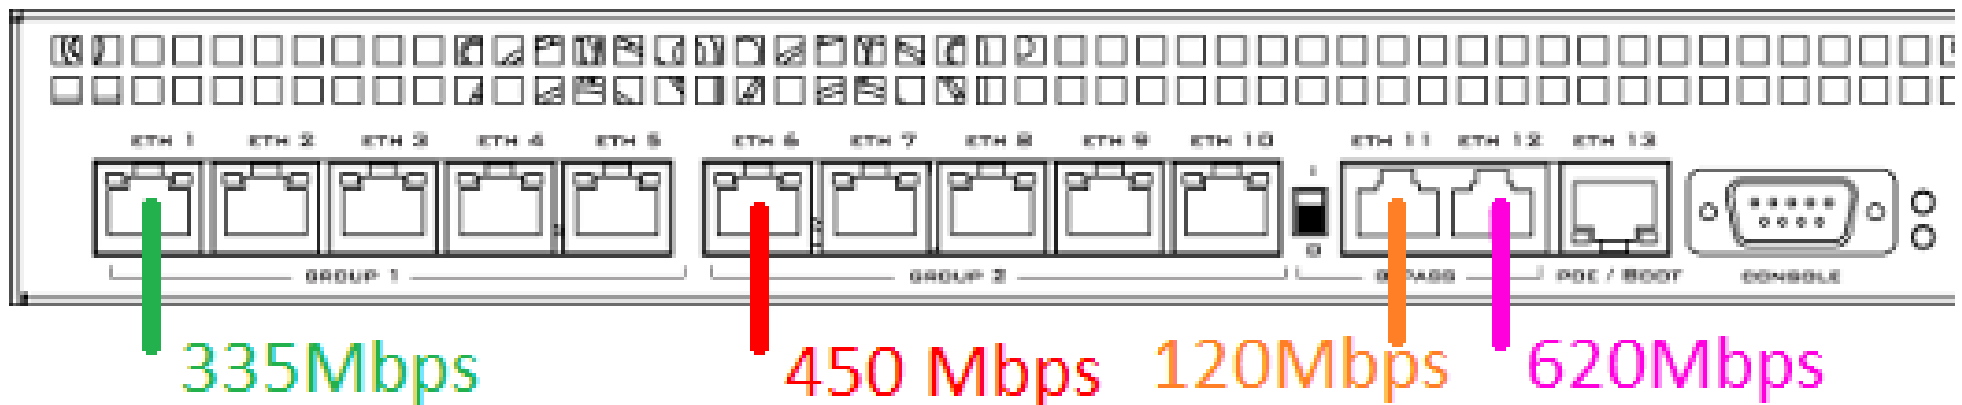 ETH 1 ETH 2 ETH 3 ETH 4 ETH 5 ETH 6 ETH 7 ETH 8 ETH 9 ETH 10 ETH 11 ETH 12 ETH 13
GROUP 1 GROUP 2 BYPASS POE / BOOT CONSOLE
335Mbps 450 Mbps 120Mbps 620Mbps